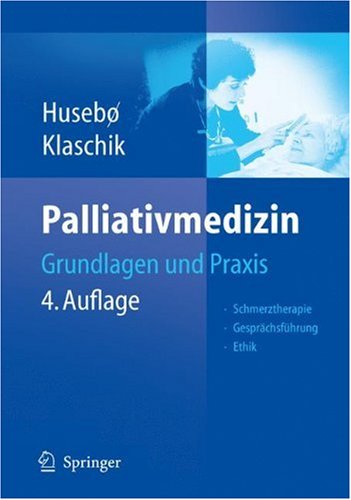 Husebø
Klaschik
Palliativmedizin
Grundlagen und Praxis
4. Auflage
· Schmerztherapie
· Gesprächsführung
· Ethik
Springer